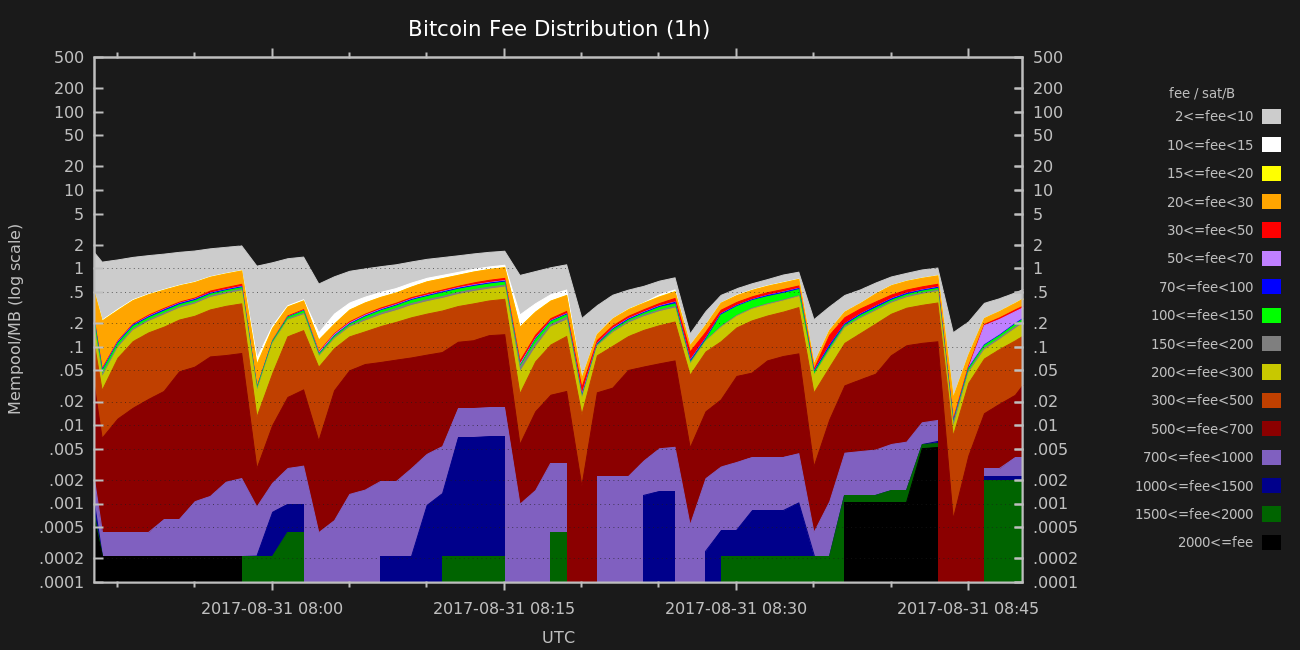 Bitcoin Fee Distribution (1h)
Mempool/MB (log scale)
500
200
100
50
20
10
5
2
1
.5
.2
.1
.05
.02
.01
.005
.002
.001
.0005
.0002
.0001
500
200
100
50
20
10
5
2
1
.5
.2
.1
.05
.02
.01
.005
.002
.001
.0005
.0002
.0001
2017-08-31 08:00
2017-08-31 08:15
2017-08-31 08:30
2017-08-31 08:45
UTC
fee / sat/B
2<=fee<10
10<=fee<15
15<=fee<20
20<=fee<30
30<=fee<50
50<=fee<70
70<=fee<100
100<=fee<150
150<=fee<200
200<=fee<300
300<=fee<500
500<=fee<700
700<=fee<1000
1000<=fee<1500
1500<=fee<2000
2000<=fee